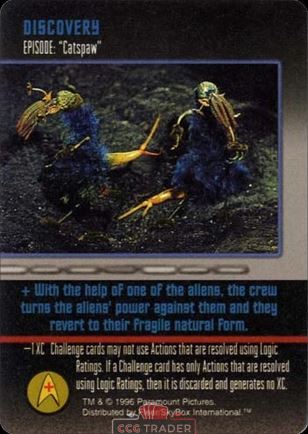 DISCOVERY
EPISODE: "Catspaw"
+ With the help of one of the aliens, the crew
turns the aliens' power against them and they
revert to their fragile natural form.
–1 XC Challenge cards may not use Actions that are resolved using Logic
Ratings. If a Challenge card has only Actions that are resolved
using Logic Ratings, then it is discarded and generates no XC.
TM & © 1996 Paramount Pictures.
Distributed by SkyBox International.™
CCG TRADER